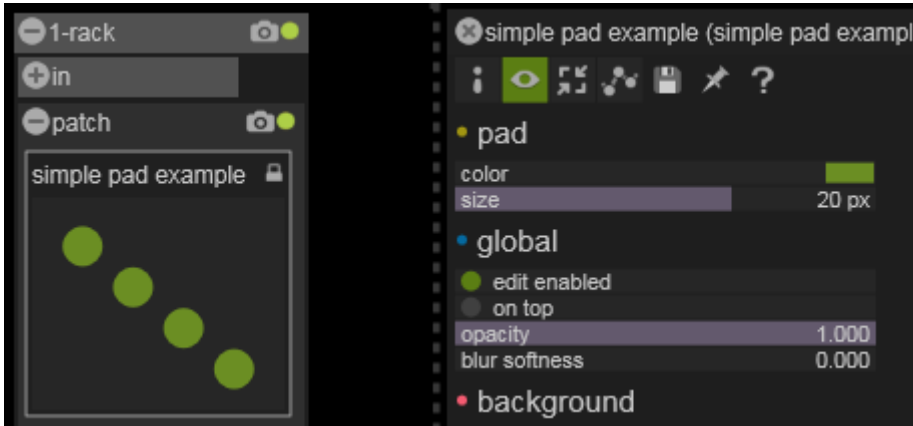 1-rack
in
patch
simple pad example
simple pad example (simple pad exampl
?
pad
color
size 20 px
global
edit enabled
on top
opacity 1.000
blur softness 0.000
background